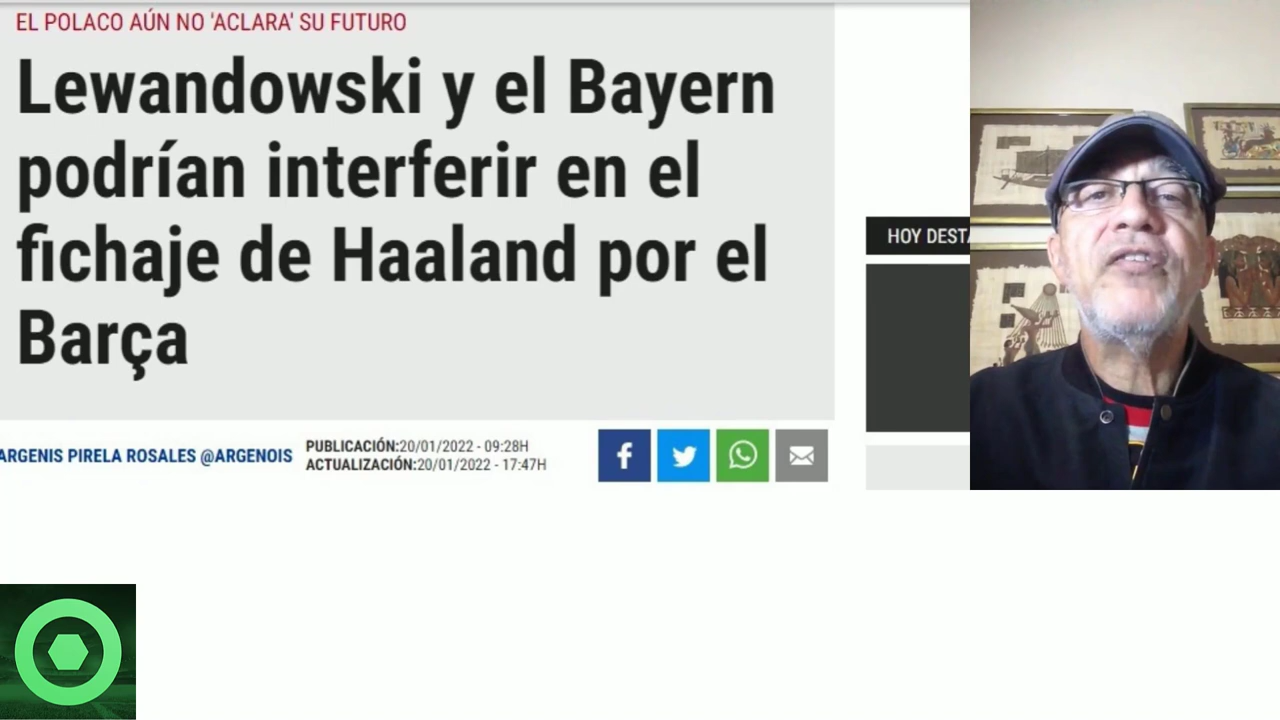 EL POLACO AÚN NO 'ACLARA' SU FUTURO
Lewandowski y el Bayern
podrían interferir en el
fichaje de Haaland por el
Barça
ARGENIS PIRELA ROSALES @ARGENOIS
PUBLICACIÓN:20/01/2022 - 09:28H
ACTUALIZACIÓN:20/01/2022 - 17:47H
HOY DESTA